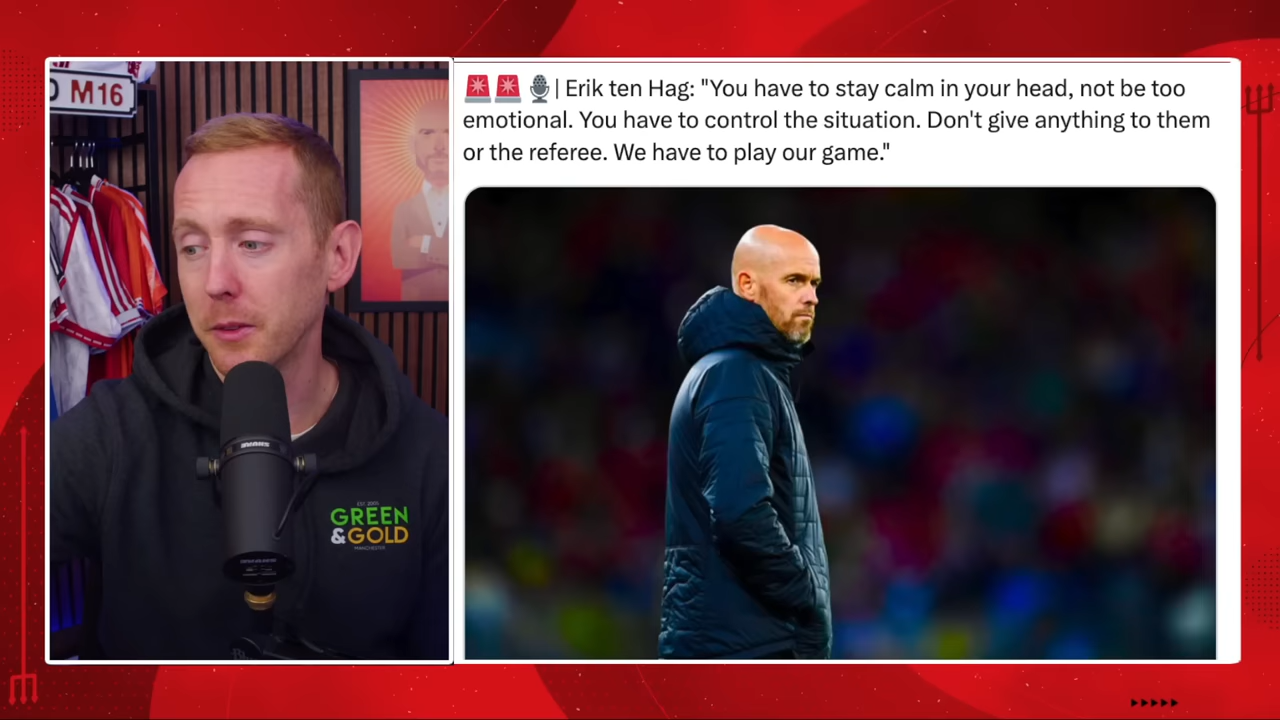 🚨🚨🎙️| Erik ten Hag: "You have to stay calm in your head, not be too
emotional. You have to control the situation. Don't give anything to them
or the referee. We have to play our game."
M16
GREEN
&GOLD
MANCHESTER